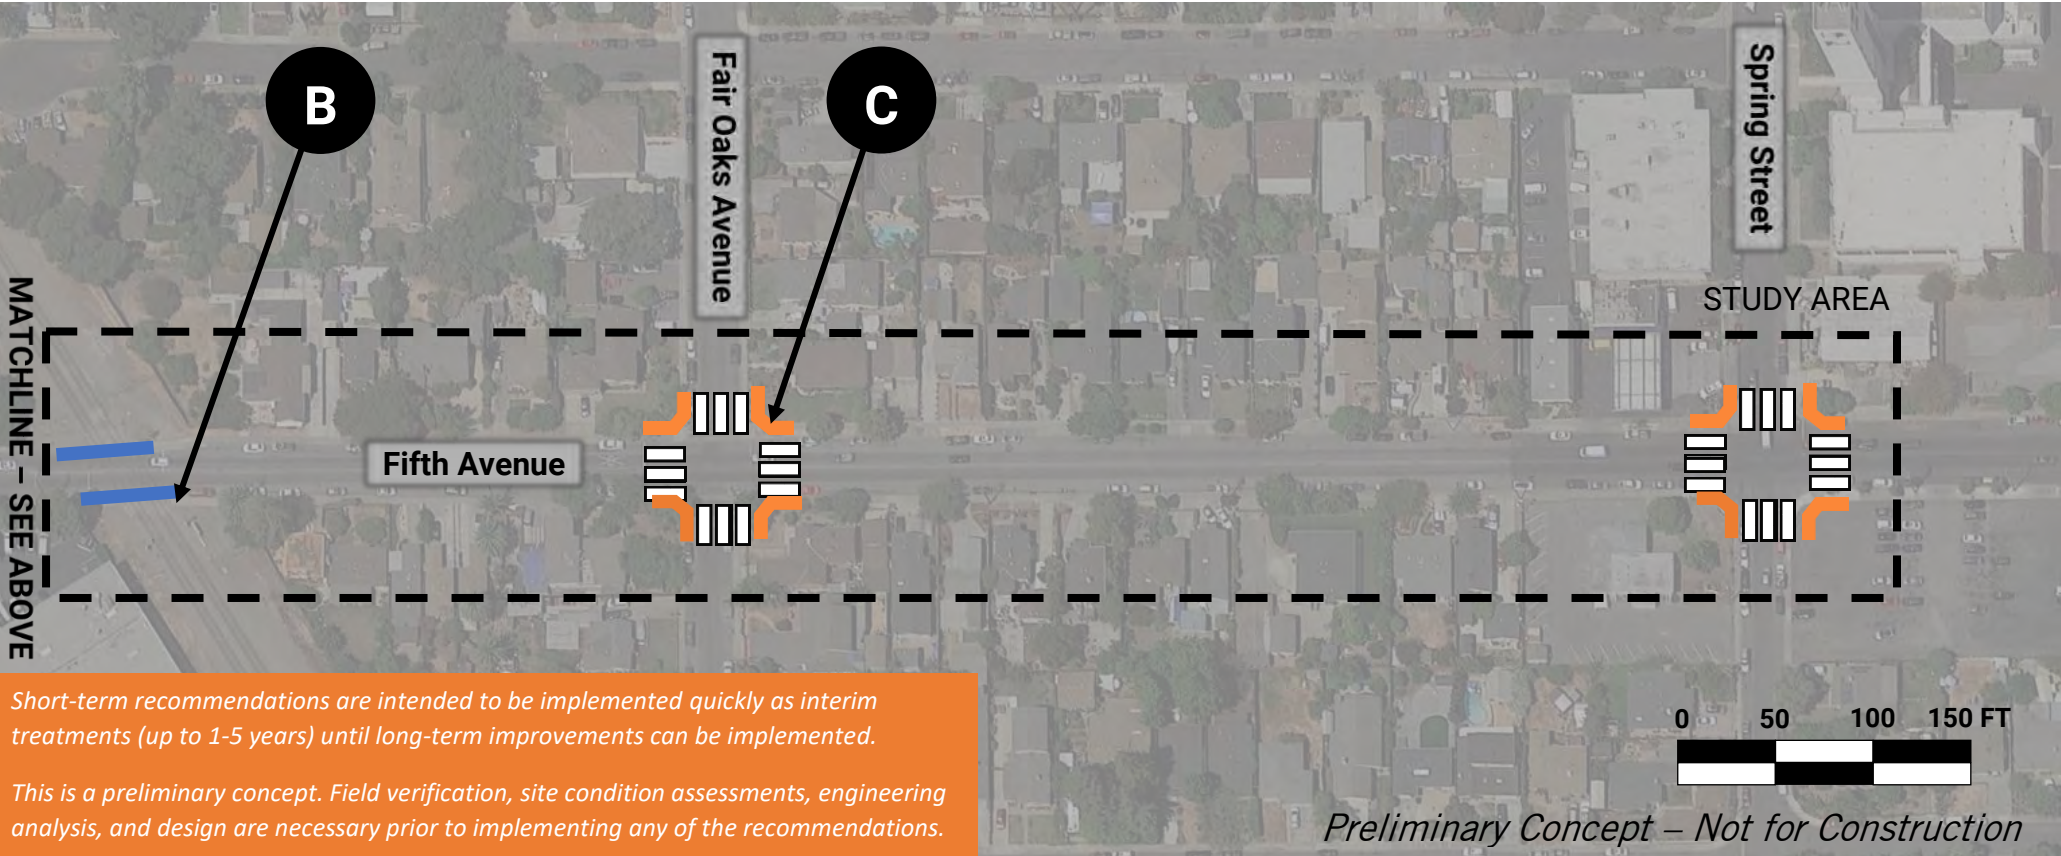 B
C
Fair Oaks Avenue
Spring Street
STUDY AREA
MATCHLINE – SEE ABOVE
Fifth Avenue
Short-term recommendations are intended to be implemented quickly as interim
treatments (up to 1-5 years) until long-term improvements can be implemented.
This is a preliminary concept. Field verification, site condition assessments, engineering
analysis, and design are necessary prior to implementing any of the recommendations.
0 50 100 150 FT
Preliminary Concept – Not for Construction